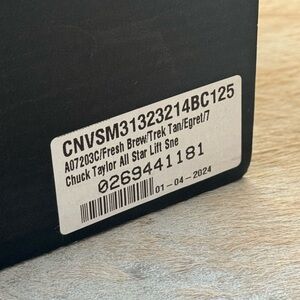 CNVSM31323214BC125
A07203C/Fresh Brew/Trek Tan/Egret/7
Chuck Taylor All Star Lift Sne
0269441181
01-04-2024